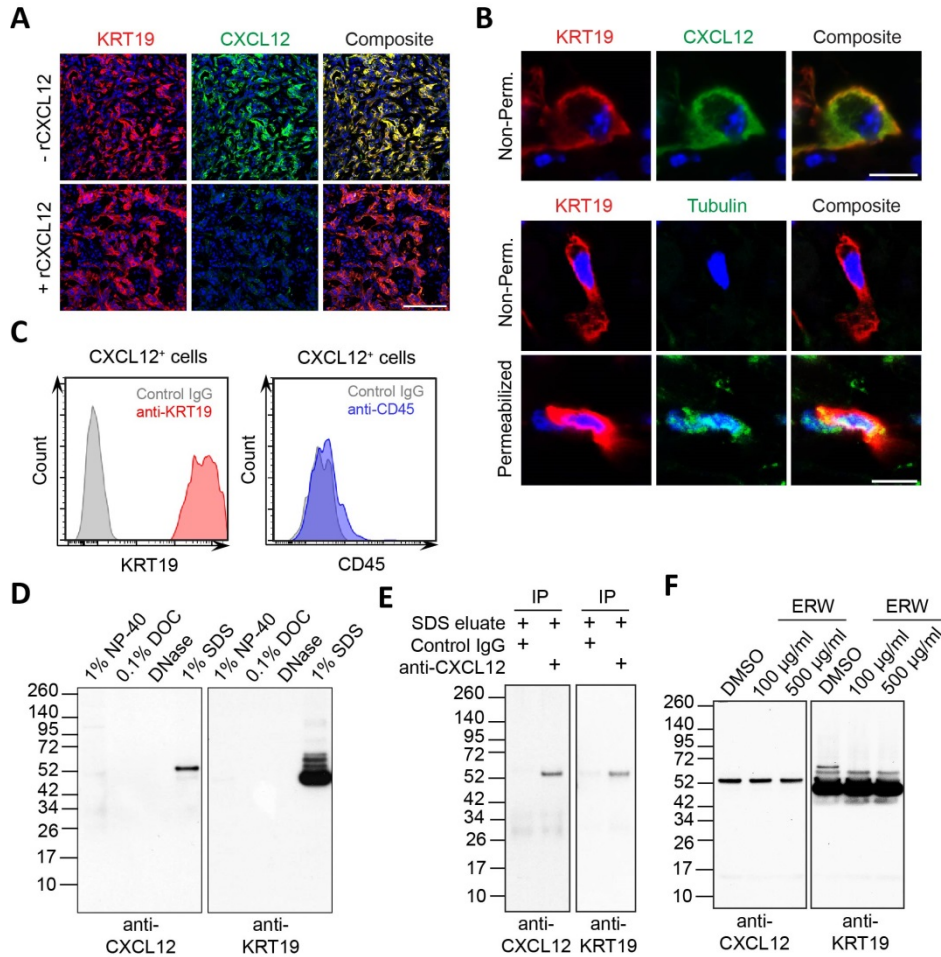 A
KRT19 CXCL12 Composite
- rCXCL12
+ rCXCL12
B
KRT19 CXCL12 Composite
Non-Perm.
KRT19 Tubulin Composite
Non-Perm.
Permeabilized
C
CXCL12⁺ cells CXCL12⁺ cells
Control IgG
anti-KRT19
Control IgG
anti-CD45
Count
Count
KRT19 CD45
D
1% NP-40 0.1% DOC DNase 1% SDS 1% NP-40 0.1% DOC DNase 1% SDS
260
140
95
72
52
42
34
26
17
10
anti-
CXCL12
anti-
KRT19
E
IP IP
SDS eluate + + + +
Control IgG + +
anti-CXCL12 + +
260
140
95
72
52
42
34
26
17
10
anti-
CXCL12
anti-
KRT19
F
ERW ERW
DMSO 100 μg/ml 500 μg/ml DMSO 100 μg/ml 500 μg/ml
260
140
95
72
52
42
34
26
17
10
anti-
CXCL12
anti-
KRT19